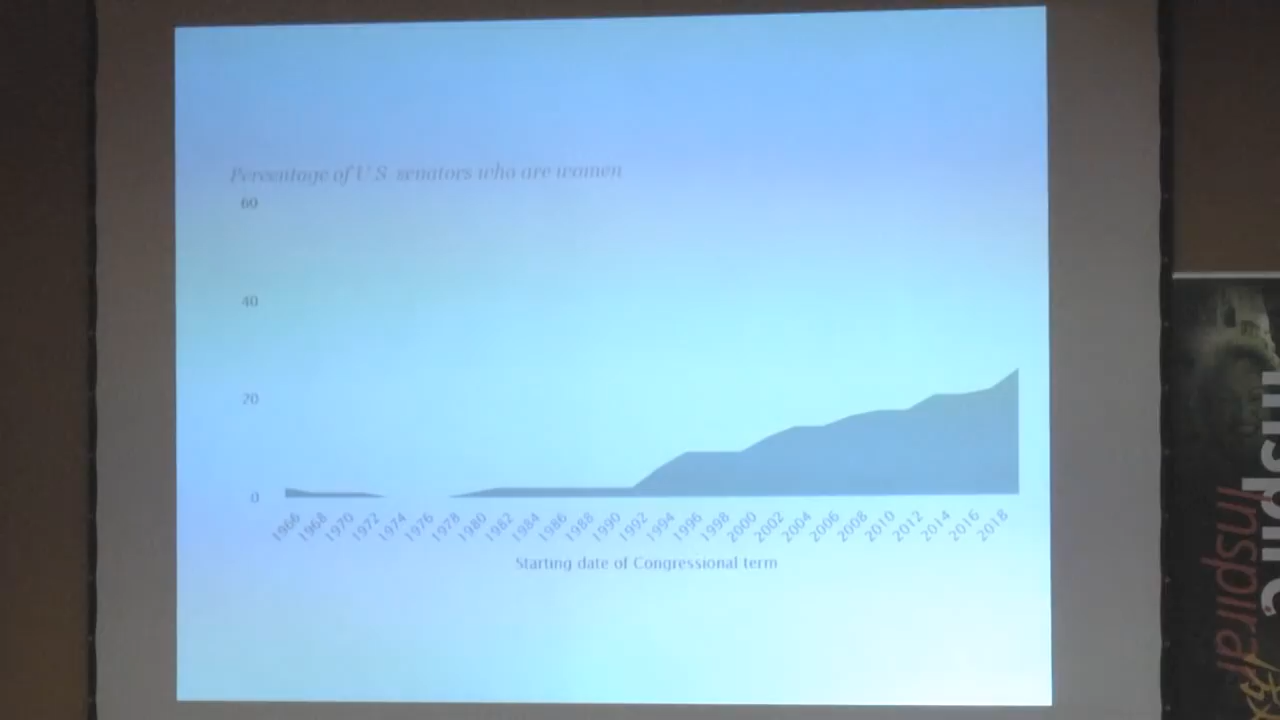 Percentage of U.S. senators who are women
60
40
20
0
1966 1968 1970 1972 1974 1976 1978 1980 1982 1984 1986 1988 1990 1992 1994 1996 1998 2000 2002 2004 2006 2008 2010 2012 2014 2016 2018
Starting date of Congressional term
inspire
inspirar